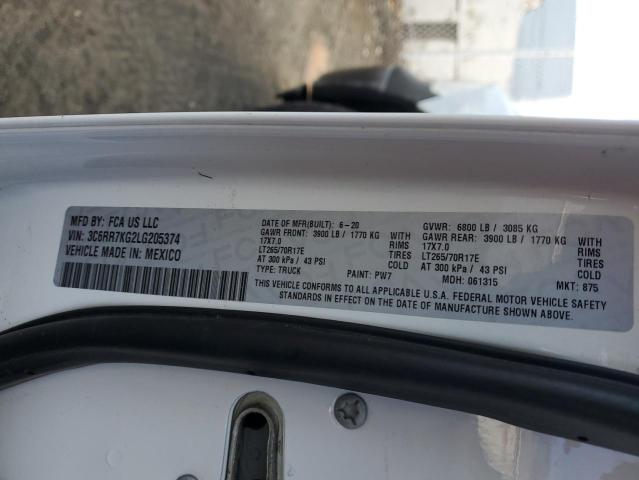 MFD BY: FCA US LLC
VIN: 3C6RR7KG2LG205374
VEHICLE MADE IN: MEXICO
DATE OF MFR(BUILT): 6-20
GAWR FRONT: 3900 LB / 1770 KG
17X7.0 RIMS
LT265/70R17E TIRES
AT 300 kPa / 43 PSI COLD
TYPE: TRUCK PAINT: PW7
GVWR: 6800 LB / 3085 KG
GAWR REAR: 3900 LB / 1770 KG
17X7.0 RIMS
LT265/70R17E TIRES
AT 300 kPa / 43 PSI COLD
MDH: 061315 MKT: 875
THIS VEHICLE CONFORMS TO ALL APPLICABLE U.S.A. FEDERAL MOTOR VEHICLE SAFETY
STANDARDS IN EFFECT ON THE DATE OF MANUFACTURE SHOWN ABOVE.